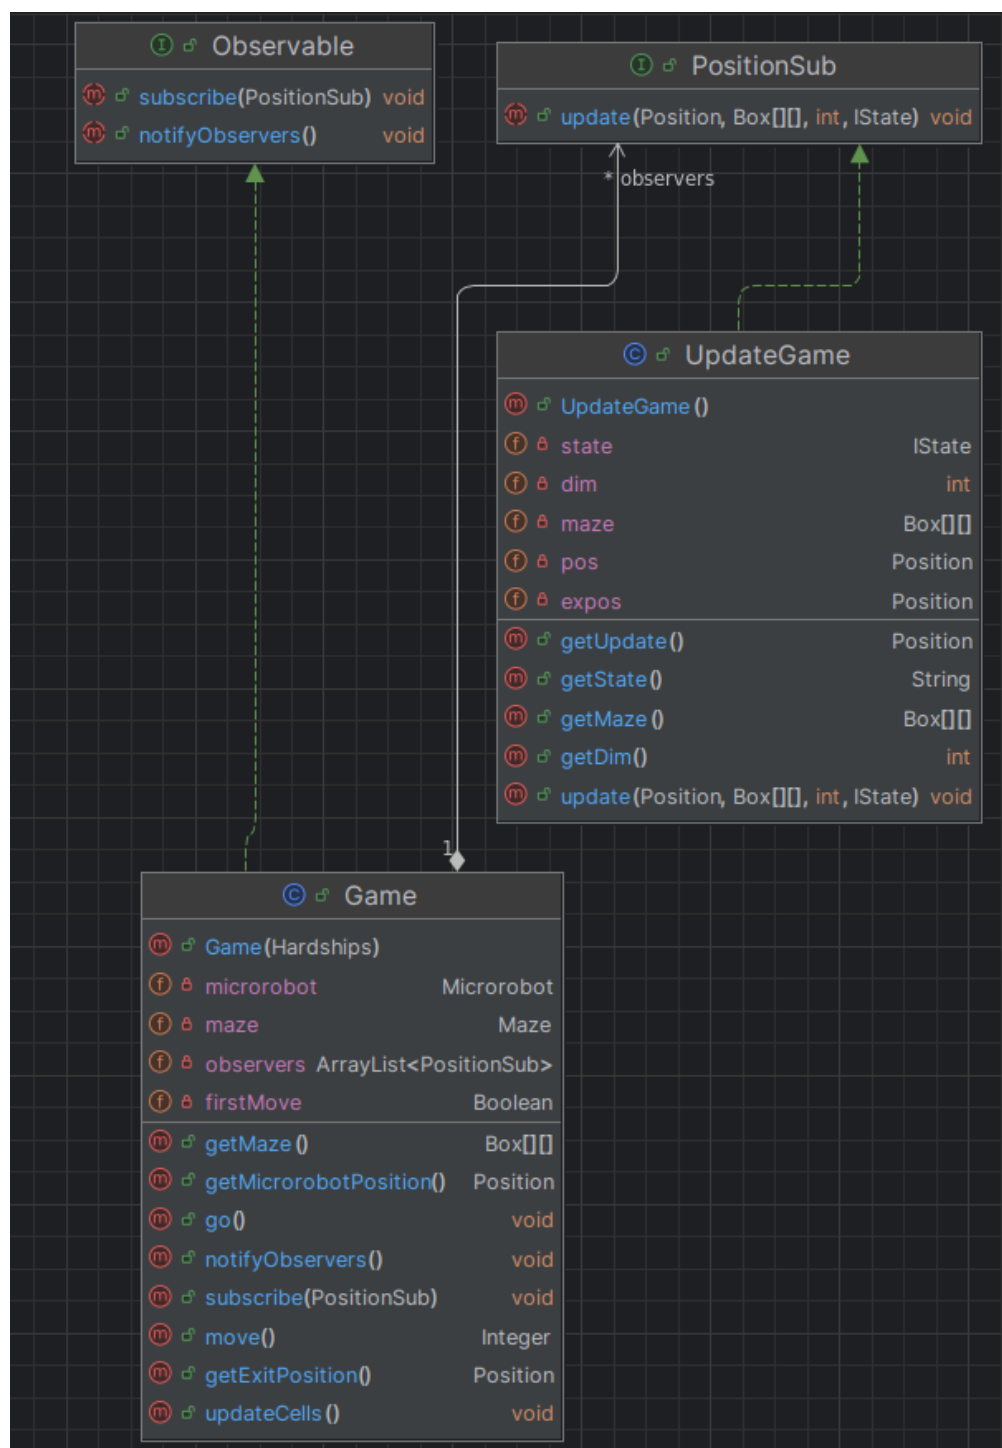 Observable
subscribe(PositionSub) void
notifyObservers() void
PositionSub
update(Position, Box[][], int, IState) void
* observers
UpdateGame
UpdateGame()
state IState
dim int
maze Box[][]
pos Position
expos Position
getUpdate() Position
getState() String
getMaze() Box[][]
getDim() int
update(Position, Box[][], int, IState) void
1
Game
Game(Hardships)
microrobot Microrobot
maze Maze
observers ArrayList<PositionSub>
firstMove Boolean
getMaze() Box[][]
getMicrorobotPosition() Position
go() void
notifyObservers() void
subscribe(PositionSub) void
move() Integer
getExitPosition() Position
updateCells() void